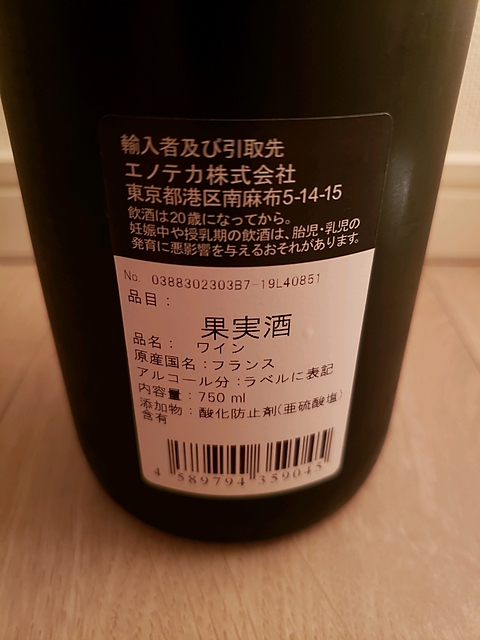 輸入者及び引取先
エノテカ株式会社
東京都港区南麻布5-14-15
飲酒は20歳になってから。
妊娠中や授乳期の飲酒は、胎児・乳児の
発育に悪影響を与えるおそれがあります。
No. 0388302303B7-19L40851
品目：
果実酒
品名： ワイン
原産国名：フランス
アルコール分：ラベルに表記
内容量：750 ml
添加物：酸化防止剤(亜硫酸塩)
含有
4 589794 359045